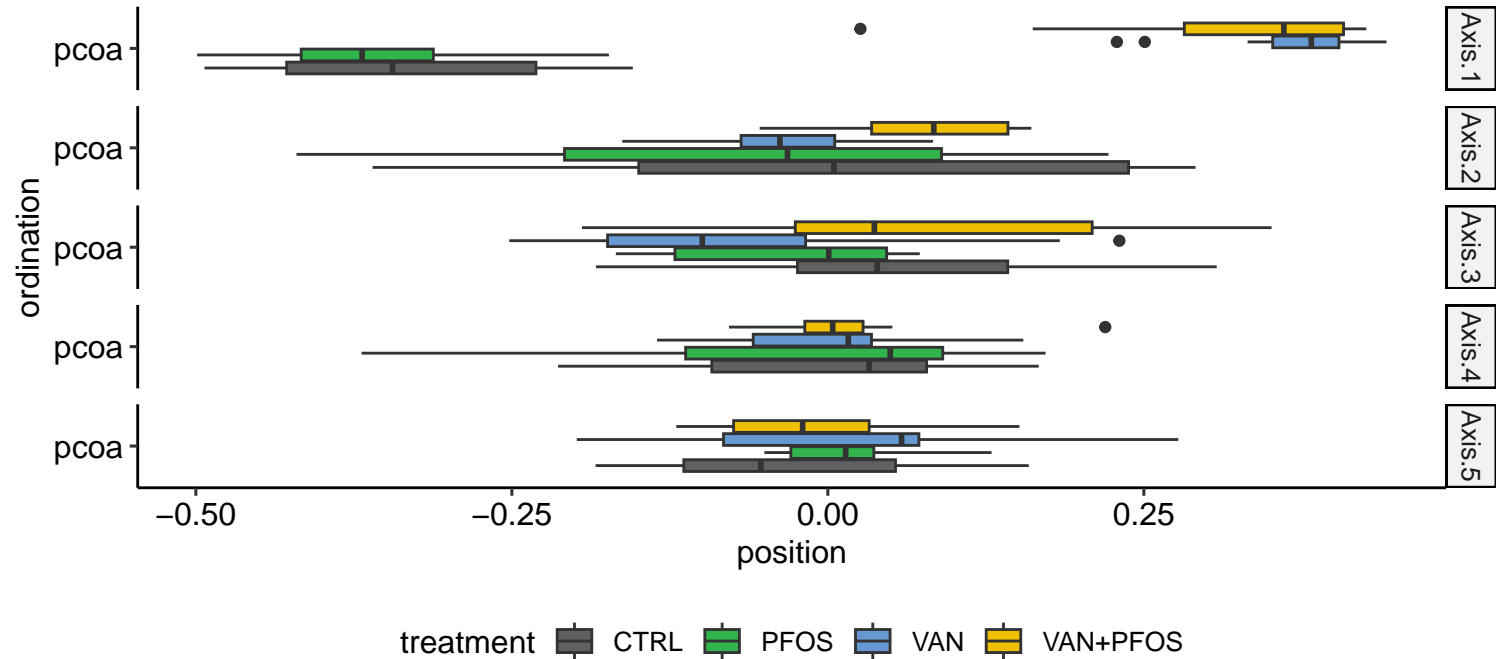 pcoa
Axis.1
pcoa
Axis.2
pcoa
Axis.3
pcoa
Axis.4
pcoa
Axis.5
ordination
−0.50 −0.25 0.00 0.25
position
treatment CTRL PFOS VAN VAN+PFOS